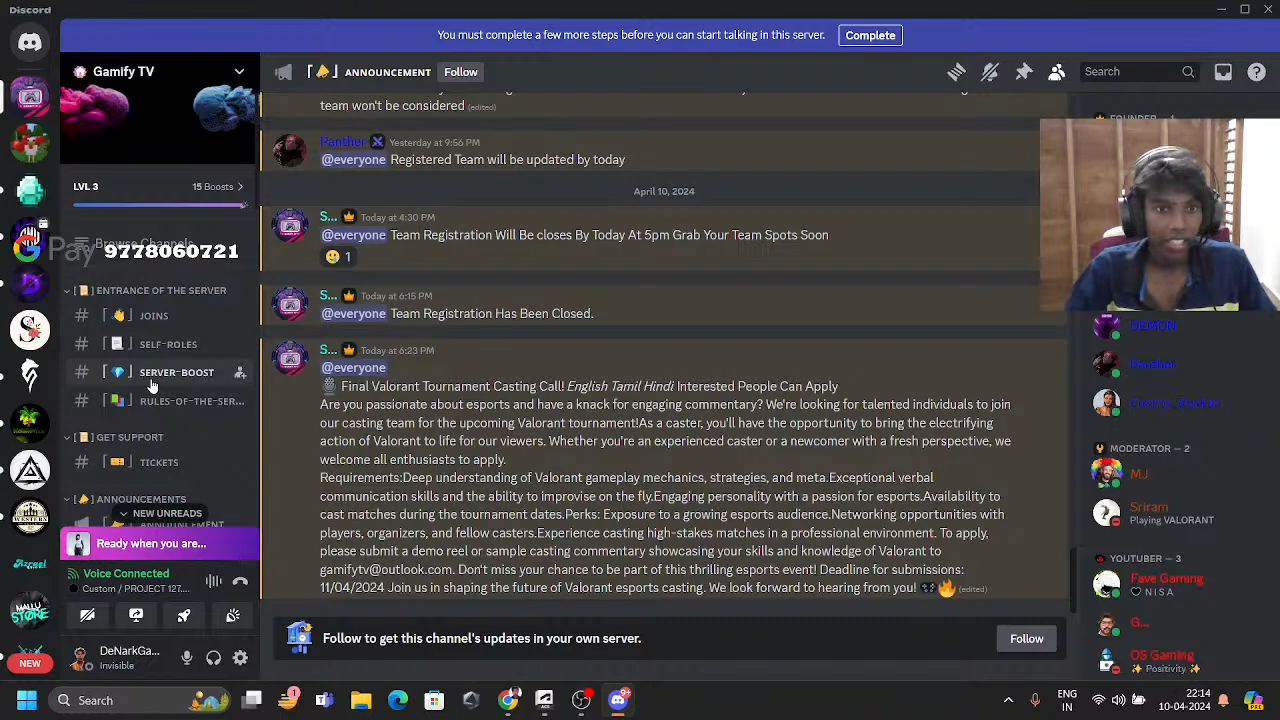 Discord
You must complete a few more steps before you can start talking in this server. Complete
Gamify TV
ANNOUNCEMENT Follow
Search
team won't be considered (edited)
FOUNDER — 1
LVL 3 15 Boosts
Panther Yesterday at 9:56 PM
@everyone Registered Team will be updated by today
April 10, 2024
S... Today at 4:30 PM
@everyone Team Registration Will Be closes By Today At 5pm Grab Your Team Spots Soon
1
S... Today at 6:15 PM
@everyone Team Registration Has Been Closed.
S... Today at 6:23 PM
@everyone
Final Valorant Tournament Casting Call! English Tamil Hindi Interested People Can Apply
Are you passionate about esports and have a knack for engaging commentary? We're looking for talented individuals to join
our casting team for the upcoming Valorant tournament!As a caster, you'll have the opportunity to bring the electrifying
action of Valorant to life for our viewers. Whether you're an experienced caster or a newcomer with a fresh perspective, we
welcome all enthusiasts to apply.
Requirements:Deep understanding of Valorant gameplay mechanics, strategies, and meta.Exceptional verbal
communication skills and the ability to improvise on the fly.Engaging personality with a passion for esports.Availability to
cast matches during the tournament dates.Perks: Exposure to a growing esports audience.Networking opportunities with
players, organizers, and fellow casters.Experience casting high-stakes matches in a professional environment. To apply,
please submit a demo reel or sample casting commentary showcasing your skills and knowledge of Valorant to
gamifytv@outlook.com. Don't miss your chance to be part of this thrilling esports event! Deadline for submissions:
11/04/2024 Join us in shaping the future of Valorant esports casting. We look forward to hearing from you! (edited)
Follow to get this channel's updates in your own server. Follow
Browse Channels
G Pay 9778060721
ENTRANCE OF THE SERVER
# JOINS
# SELF-ROLES
# SERVER-BOOST
# RULES-OF-THE-SER...
GET SUPPORT
# TICKETS
ANNOUNCEMENTS
NEW UNREADS
ANNOUNCEMENT
Ready when you are...
Voice Connected
Custom / PROJECT 127....
DeNarkGa...
Invisible
WESTERN
Azrael
MALU
STORE
NEW
DEMON
Panther
MODERATOR — 2
MJ
Sriram
Playing VALORANT
YOUTUBER — 3
Fave Gaming
N I S A
G...
OS Gaming
Positivity
Search
ENG
IN
22:14
10-04-2024